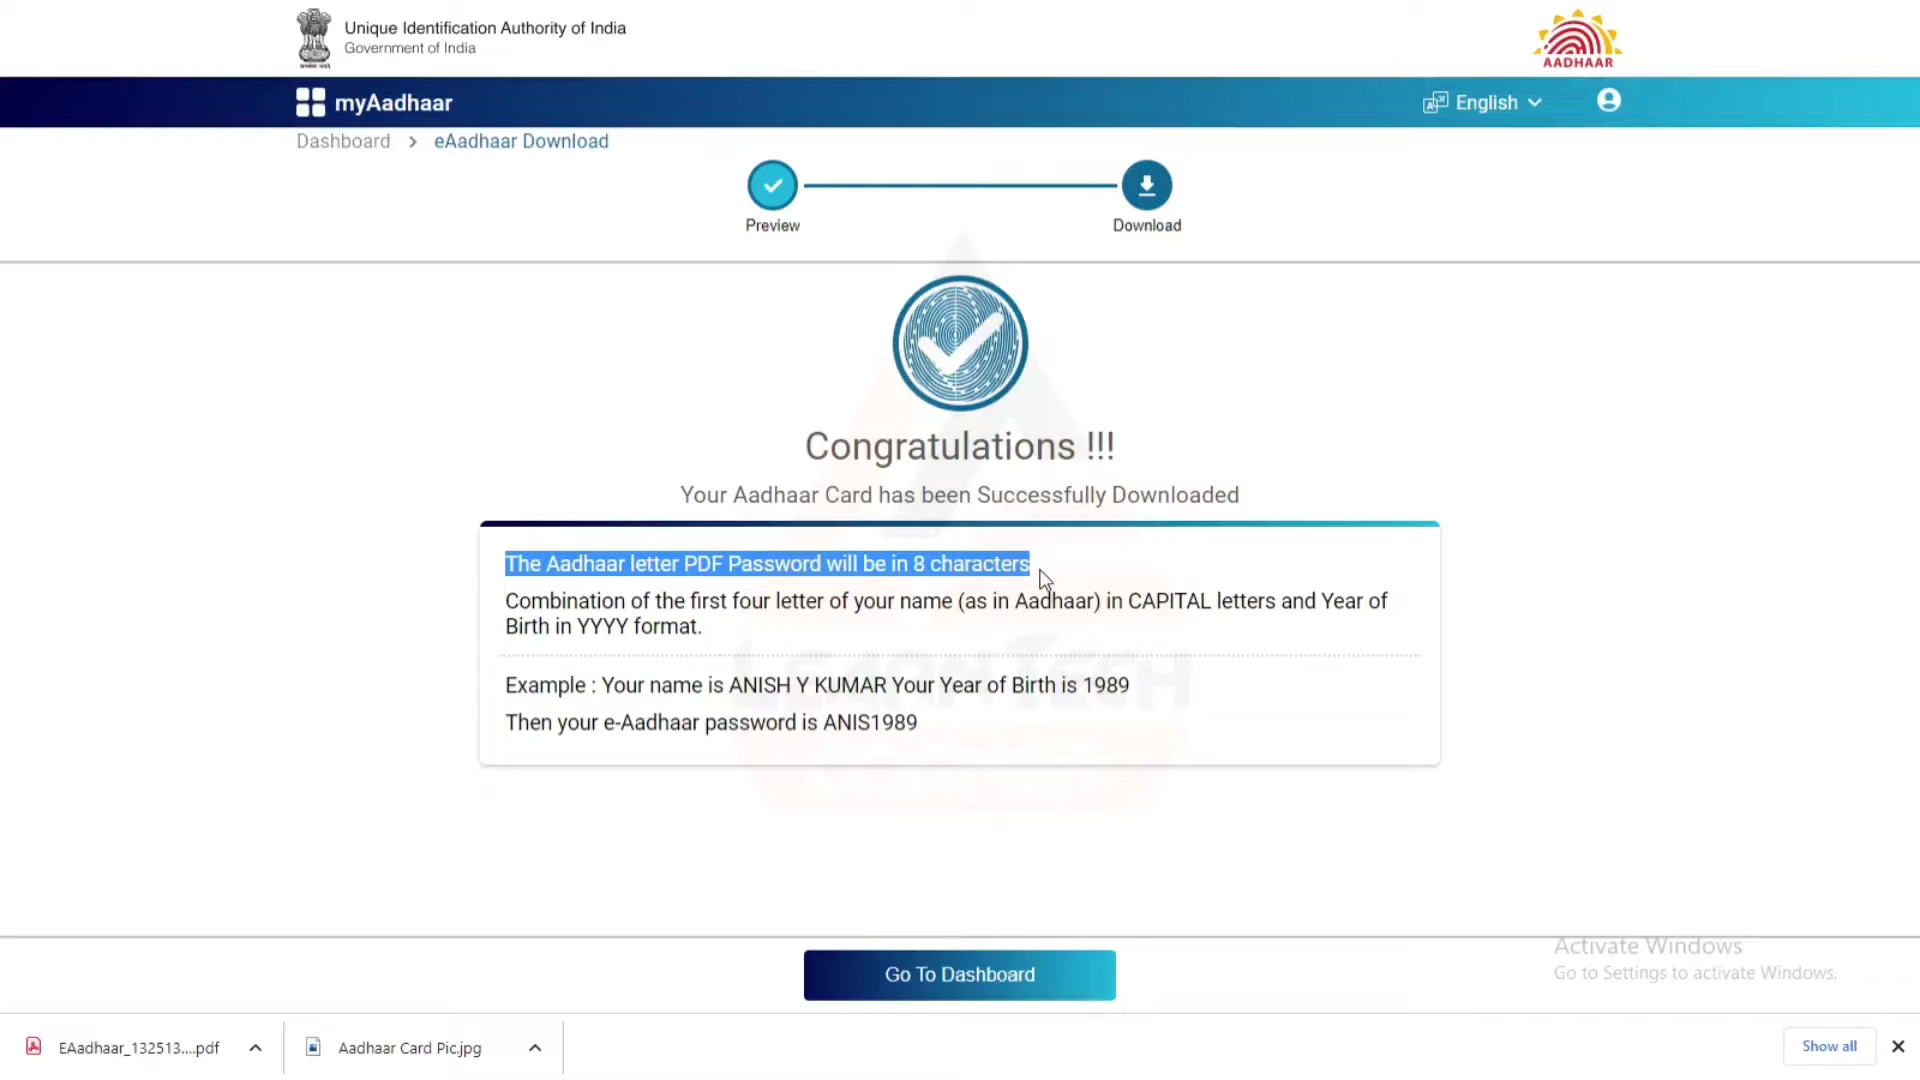 Unique Identification Authority of India
Government of India
AADHAAR
myAadhaar
English
Dashboard > eAadhaar Download
Preview
Download
Congratulations !!!
Your Aadhaar Card has been Successfully Downloaded
The Aadhaar letter PDF Password will be in 8 characters
Combination of the first four letter of your name (as in Aadhaar) in CAPITAL letters and Year of
Birth in YYYY format.
LEARN TECH
Example : Your name is ANISH Y KUMAR Your Year of Birth is 1989
Then your e-Aadhaar password is ANIS1989
Activate Windows
Go to Settings to activate Windows.
Go To Dashboard
EAadhaar_132513....pdf
Aadhaar Card Pic.jpg
Show all